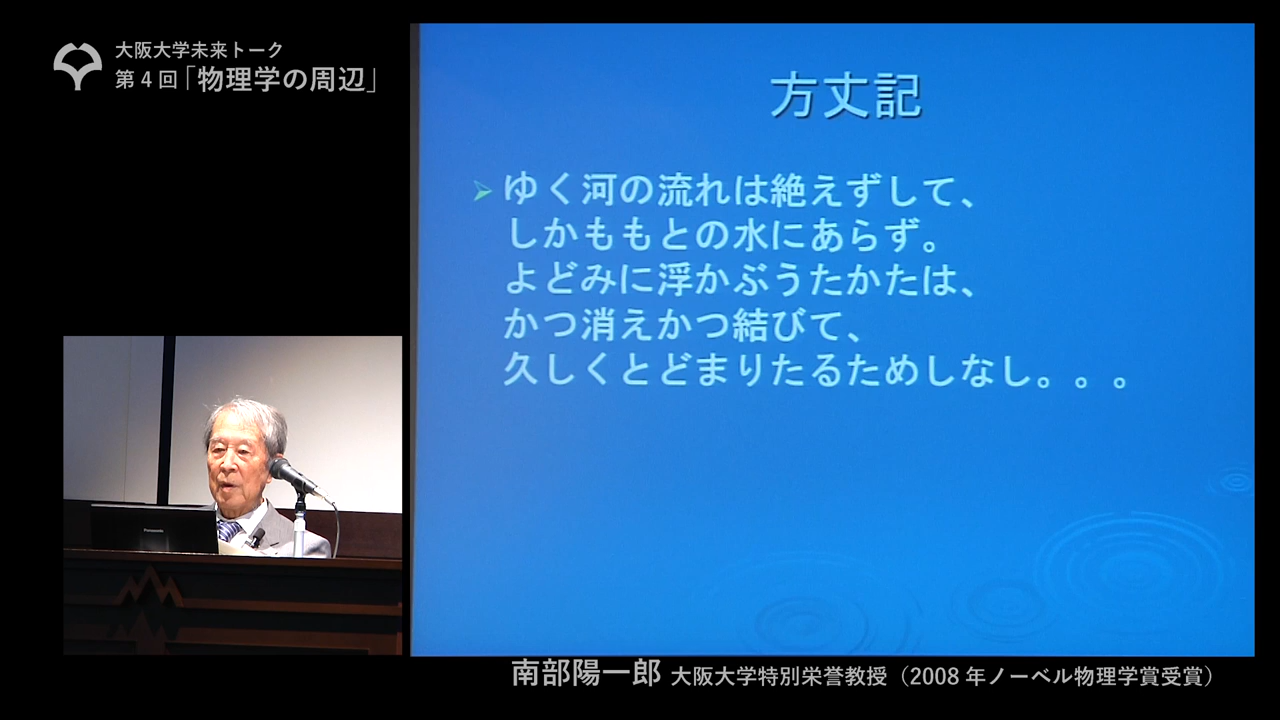 大阪大学未来トーク
第4回「物理学の周辺」
方丈記
ゆく河の流れは絶えずして、
しかももとの水にあらず。
よどみに浮かぶうたかたは、
かつ消えかつ結びて、
久しくとどまりたるためしなし。。。
Panasonic
南部陽一郎 大阪大学特別栄誉教授（2008年ノーベル物理学賞受賞）